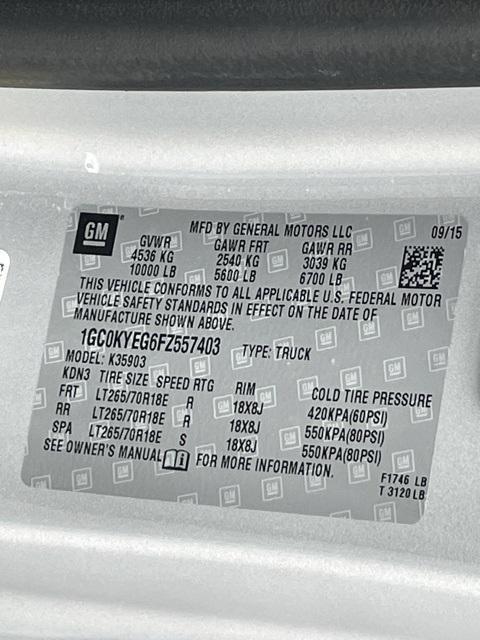 GM
MFD BY GENERAL MOTORS LLC 09/15
GVWR GAWR FRT GAWR RR
4536 KG 2540 KG 3039 KG
10000 LB 5600 LB 6700 LB
THIS VEHICLE CONFORMS TO ALL APPLICABLE U.S. FEDERAL MOTOR
VEHICLE SAFETY STANDARDS IN EFFECT ON THE DATE OF
MANUFACTURE SHOWN ABOVE.
1GC0KYEG6FZ557403 TYPE: TRUCK
MODEL: K35903
KDN3 TIRE SIZE SPEED RTG RIM COLD TIRE PRESSURE
FRT LT265/70R18E R 18X8J 420KPA(60PSI)
RR LT265/70R18E R 18X8J 550KPA(80PSI)
SPA LT265/70R18E S 18X8J 550KPA(80PSI)
SEE OWNER'S MANUAL FOR MORE INFORMATION.
F1746 LB
T 3120 LB